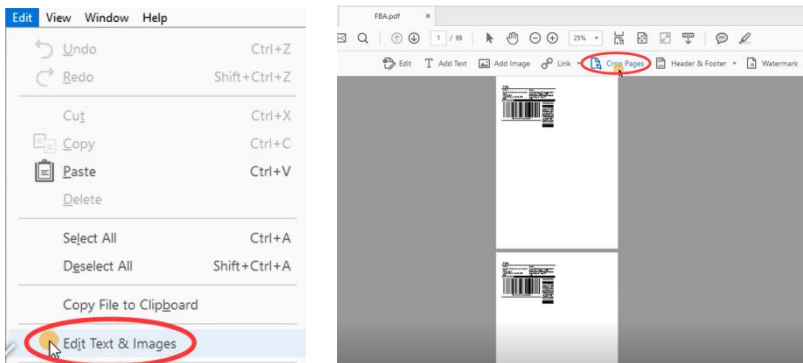 Edit View Window Help
Undo Ctrl+Z
Redo Shift+Ctrl+Z
Cut Ctrl+X
Copy Ctrl+C
Paste Ctrl+V
Delete
Select All Ctrl+A
Deselect All Shift+Ctrl+A
Copy File to Clipboard
Edit Text & Images
FBA.pdf ×
1 / 99 25%
Edit Add Text Add Image Link Crop Pages Header & Footer Watermark